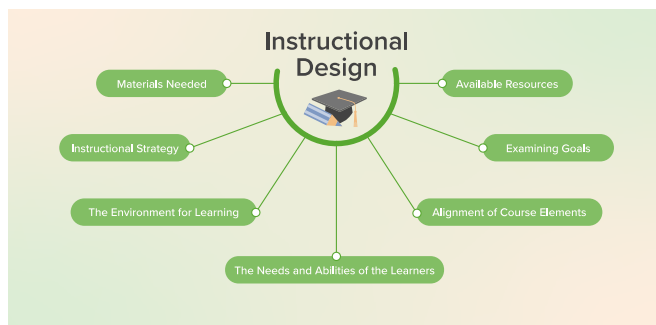 Instructional
Design
Materials Needed
Available Resources
Instructional Strategy
Examining Goals
The Environment for Learning
Alignment of Course Elements
The Needs and Abilities of the Learners